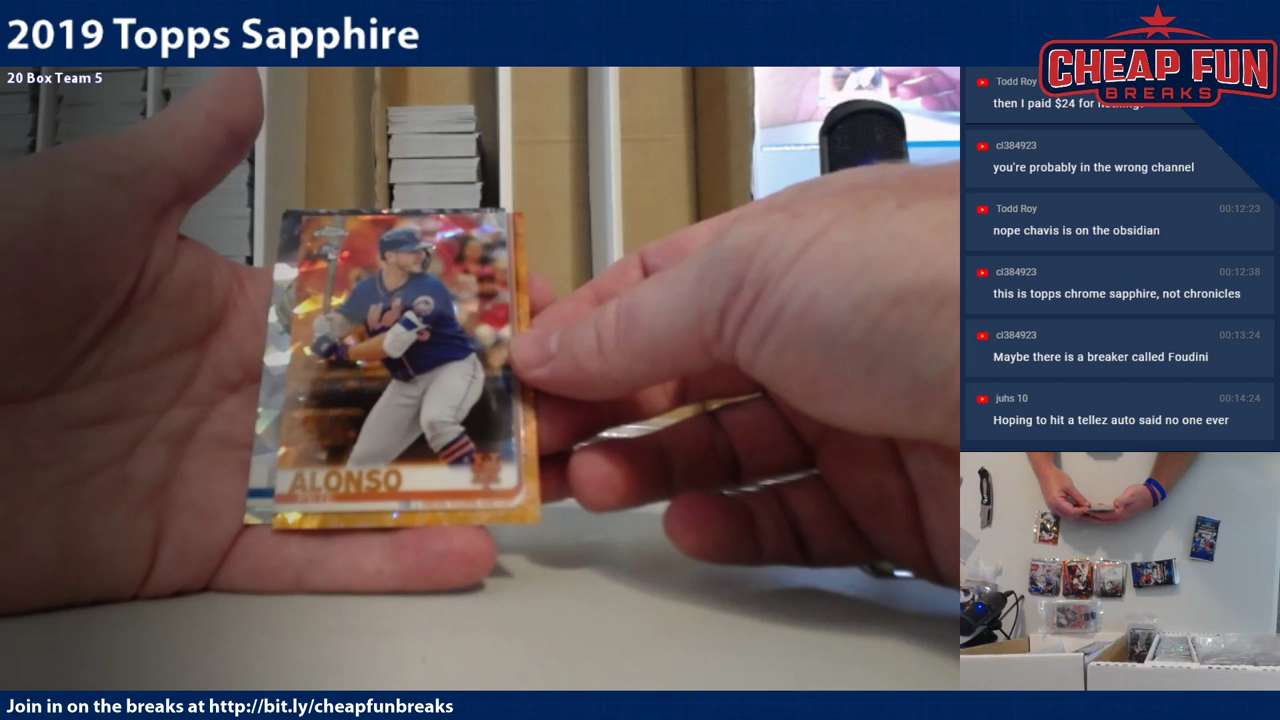 2019 Topps Sapphire
20 Box Team 5
CHEAP FUN
BREAKS
Todd Roy
then I paid $24 for
cl384923
you're probably in the wrong channel
Todd Roy 00:12:23
nope chavis is on the obsidian
cl384923 00:12:38
this is topps chrome sapphire, not chronicles
cl384923 00:13:24
Maybe there is a breaker called Foudini
juhs 10 00:14:24
Hoping to hit a tellez auto said no one ever
ALONSO
Join in on the breaks at http://bit.ly/cheapfunbreaks